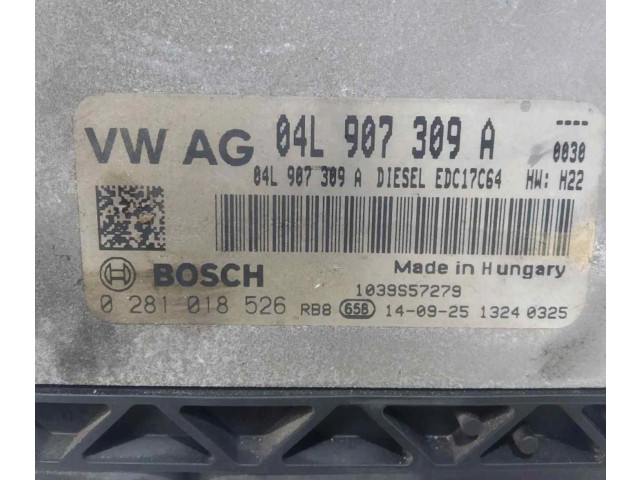 VW AG 04L 907 309 A ----
0030
04L 907 309 A DIESEL EDC17C64 HW: H22
BOSCH Made in Hungary
1039S57279
0 281 018 526 RB8 65B 14-09-25 1324 0325